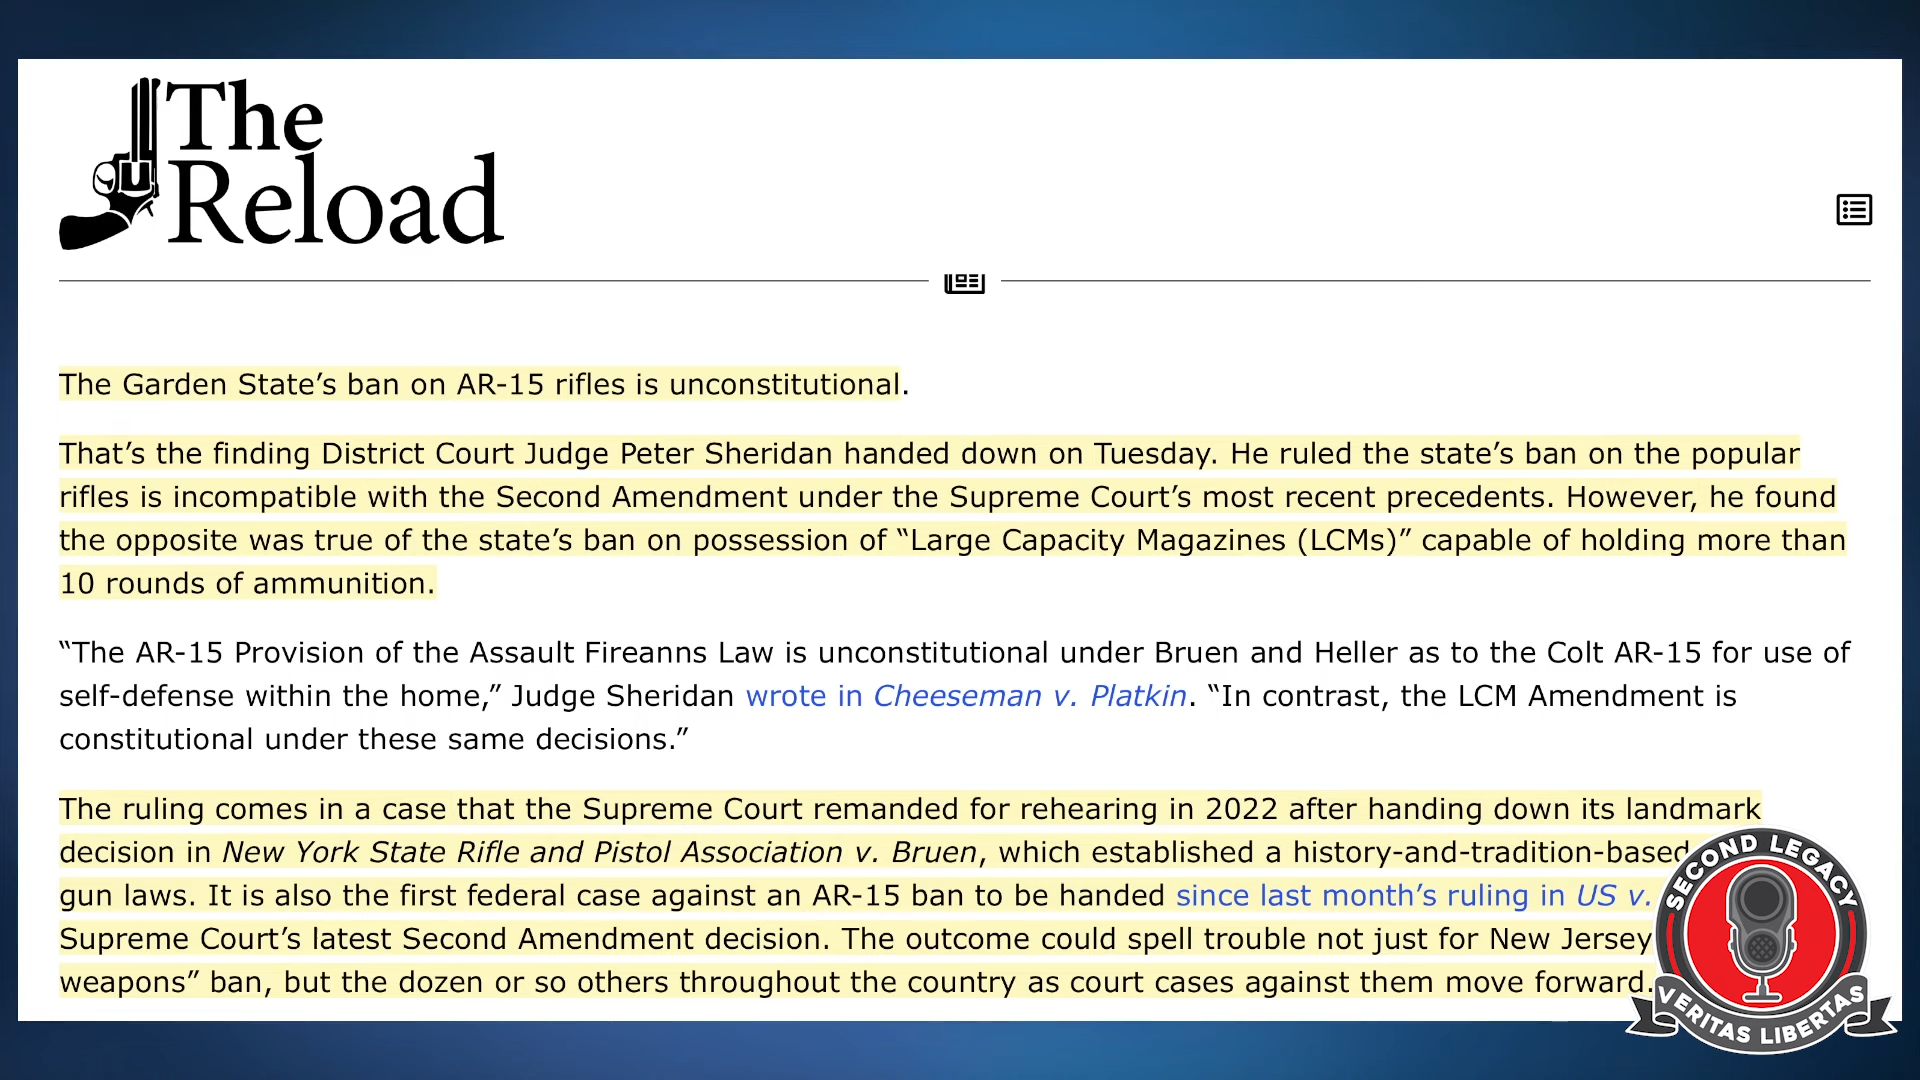 The
Reload
The Garden State’s ban on AR-15 rifles is unconstitutional.
That’s the finding District Court Judge Peter Sheridan handed down on Tuesday. He ruled the state’s ban on the popular
rifles is incompatible with the Second Amendment under the Supreme Court’s most recent precedents. However, he found
the opposite was true of the state’s ban on possession of “Large Capacity Magazines (LCMs)” capable of holding more than
10 rounds of ammunition.
“The AR-15 Provision of the Assault Fireanns Law is unconstitutional under Bruen and Heller as to the Colt AR-15 for use of
self-defense within the home,” Judge Sheridan wrote in Cheeseman v. Platkin. “In contrast, the LCM Amendment is
constitutional under these same decisions.”
The ruling comes in a case that the Supreme Court remanded for rehearing in 2022 after handing down its landmark
decision in New York State Rifle and Pistol Association v. Bruen, which established a history-and-tradition-based
gun laws. It is also the first federal case against an AR-15 ban to be handed since last month’s ruling in US v.
Supreme Court’s latest Second Amendment decision. The outcome could spell trouble not just for New Jersey
weapons” ban, but the dozen or so others throughout the country as court cases against them move forward.
SECOND LEGACY
VERITAS LIBERTAS